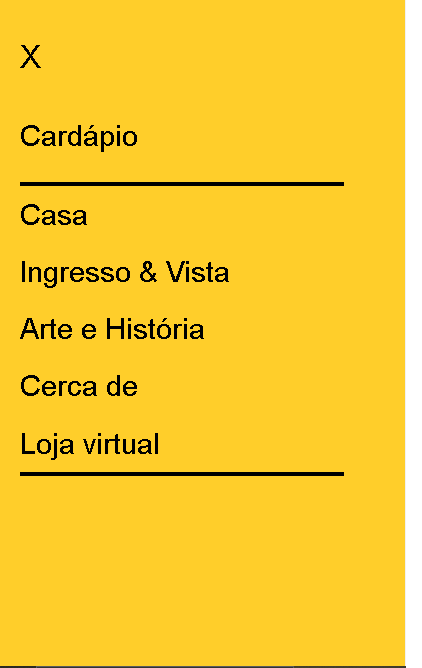 X
Cardápio
Casa
Ingresso & Vista
Arte e História
Cerca de
Loja virtual